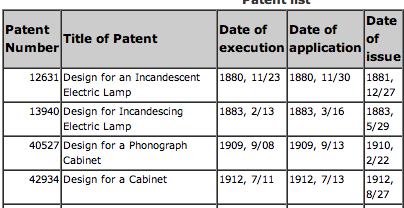 Patent list
Patent Number Title of Patent Date of execution Date of application Date of issue
12631 Design for an Incandescent Electric Lamp 1880, 11/23 1880, 11/30 1881, 12/27
13940 Design for Incandescing Electric Lamp 1883, 2/13 1883, 3/16 1883, 5/29
40527 Design for a Phonograph Cabinet 1909, 9/08 1909, 9/13 1910, 2/22
42934 Design for a Cabinet 1912, 7/11 1912, 7/13 1912, 8/27